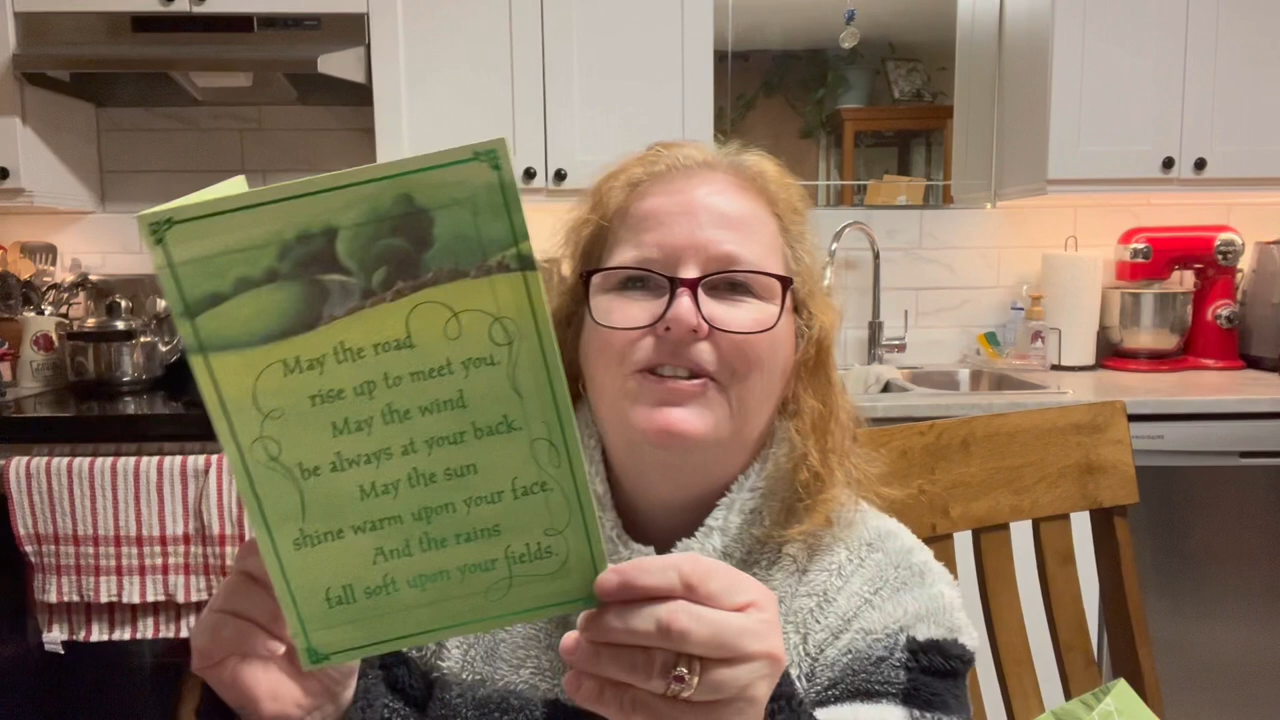 May the road
rise up to meet you.
May the wind
be always at your back.
May the sun
shine warm upon your face.
And the rains
fall soft upon your fields.
FRIGIDAIRE